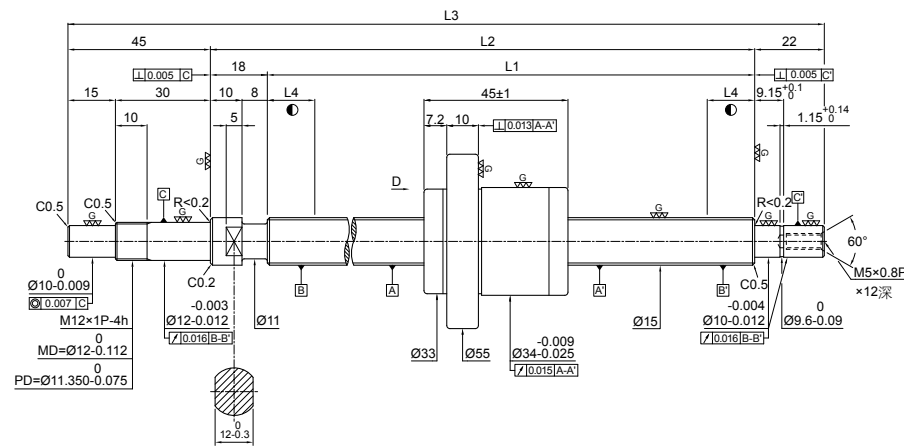 L3
45
L2
22
⊥ 0.005 C
18
L1
⊥ 0.005 C'
15
30
10
8
L4
45±1
L4
9.15 +0.1 0
10
5
7.2
10
⊥ 0.013 A-A'
1.15 +0.14 0
G
G
G
G
D
C0.5
C0.5
G
C
G
R<0.2
G
R<0.2
G
C'
G
60°
C0.2
B
A
A'
B'
C0.5
M5×0.8P
×12深
0
Ø10-0.009
◎ 0.007 C
-0.003
Ø12-0.012
↗ 0.016 B-B'
Ø11
Ø15
-0.004
Ø10-0.012
↗ 0.016 B-B'
0
Ø9.6-0.09
M12×1P-4h
0
MD=Ø12-0.112
0
PD=Ø11.350-0.075
Ø33
Ø55
-0.009
Ø34-0.025
↗ 0.015 A-A'
0
12-0.3